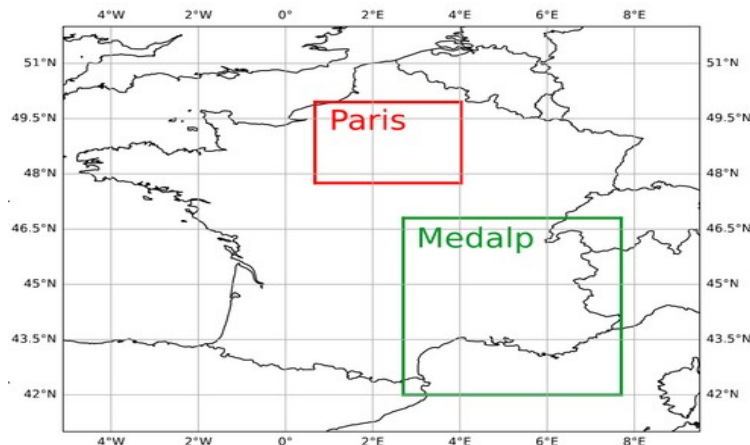 4°W 2°W 0° 2°E 4°E 6°E 8°E
51°N 51°N
Paris
49.5°N 49.5°N
48°N 48°N
46.5°N 46.5°N
Medalp
45°N 45°N
43.5°N 43.5°N
42°N 42°N
4°W 2°W 0° 2°E 4°E 6°E 8°E